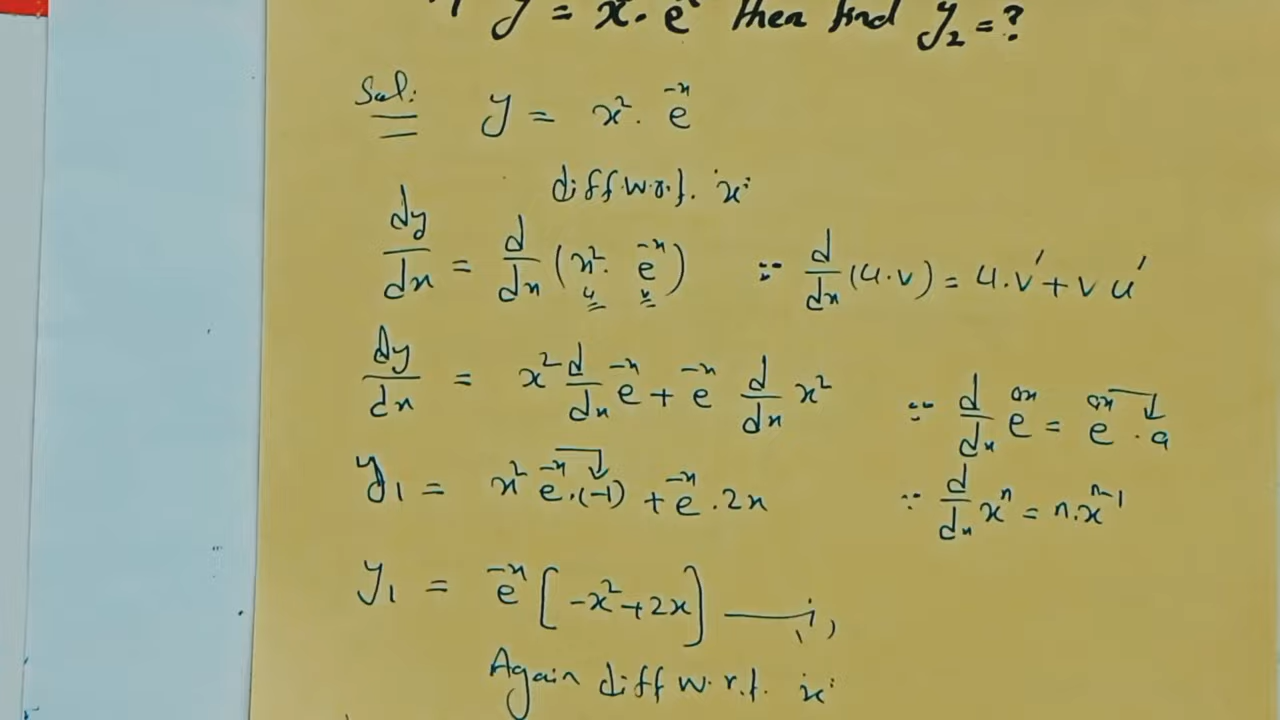 y = x². e⁻ˣ then find y₂ = ?
Sol: y = x². e⁻ˣ
diff w.r.t. 'x'
dy/dx = d/dx (x². e⁻ˣ) ∵ d/dx (u.v) = u.v' + v u'
u v
dy/dx = x² d/dx e⁻ˣ + e⁻ˣ d/dx x² ∵ d/dx eᵃˣ = eᵃˣ . a
y₁ = x² e⁻ˣ.(-1) + e⁻ˣ . 2x ∵ d/dx xⁿ = n.xⁿ⁻¹
y₁ = e⁻ˣ [-x² + 2x] — i,
Again diff w.r.t. 'x'